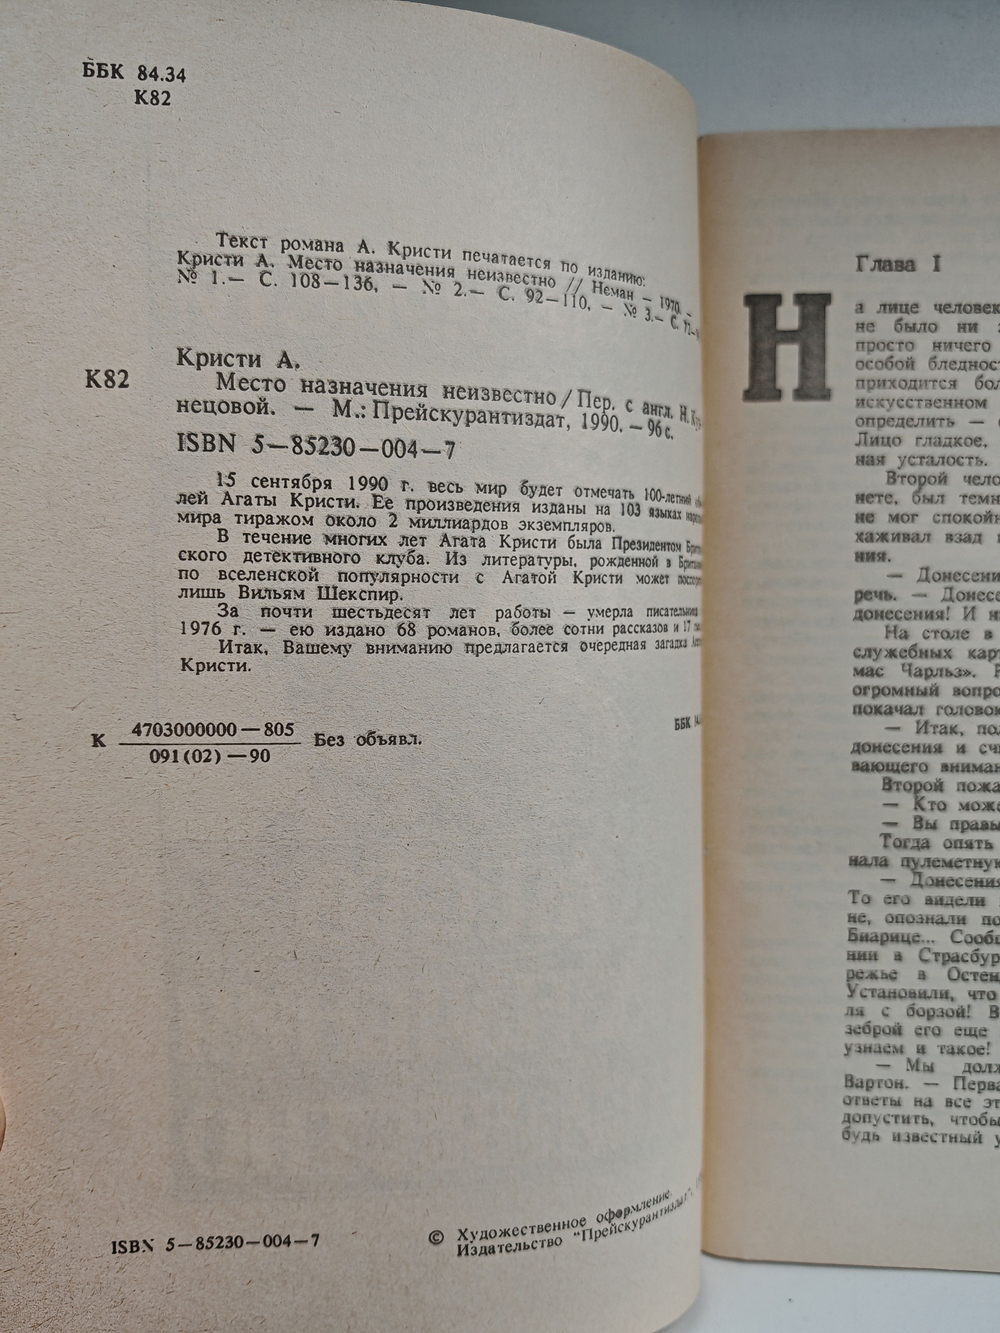 ББК 84.34
К82
Текст романа А. Кристи печатается по изданию:
Кристи А. Место назначения неизвестно // Неман – 1970. –
№ 1.— С. 108—136, — № 2.— С. 92—110, — № 3.— С.
Кристи А.
К82 Место назначения неизвестно / Пер. с англ. Н.
нецовой. — М.: Прейскурантиздат, 1990. — 96 с.
ISBN 5—85230—004—7
15 сентября 1990 г. весь мир будет отмечать 100-летний
лей Агаты Кристи. Ее произведения изданы на 103 языках
мира тиражом около 2 миллиардов экземпляров.
В течение многих лет Агата Кристи была Президентом
ского детективного клуба. Из литературы, рожденной в
по вселенской популярности с Агатой Кристи может
лишь Вильям Шекспир.
За почти шестьдесят лет работы — умерла
1976 г. — ею издано 68 романов, более сотни рассказов и 17
Итак, Вашему вниманию предлагается очередная загадка
Кристи.
К 4703000000—805
091(02)—90
Без объявл.
ББК
ISBN 5—85230—004—7
© Художественное оформление.
Издательство "Прейскурантиздат",
Глава I
На лице человек
не было ни
просто ничего
особой бледност
приходится бол
искусственном
определить —
Лицо гладкое,
ная усталость.
Второй чело
нете, был темн
не мог спокойн
хаживал взад
ния.
— Донесени
речь. — Донесе
донесения! И
На столе в
служебных карт
мас Чарльз».
огромный вопро
покачал головок
— Итак, пол
донесения и
вающего вниман
Второй пожа
— Кто може
— Вы правы
Тогда опять
нала пулеметную
— Донесения
То его видели
не, опознали по
Биарице... Сообщ
нии в Страсбур
режье в Остен
Установили, что
ля с борзой! В
зеброй его еще
узнаем и такое!
— Мы долж
Вартон. — Перва
ответы на все эт
допустить, чтобы
будь известный у